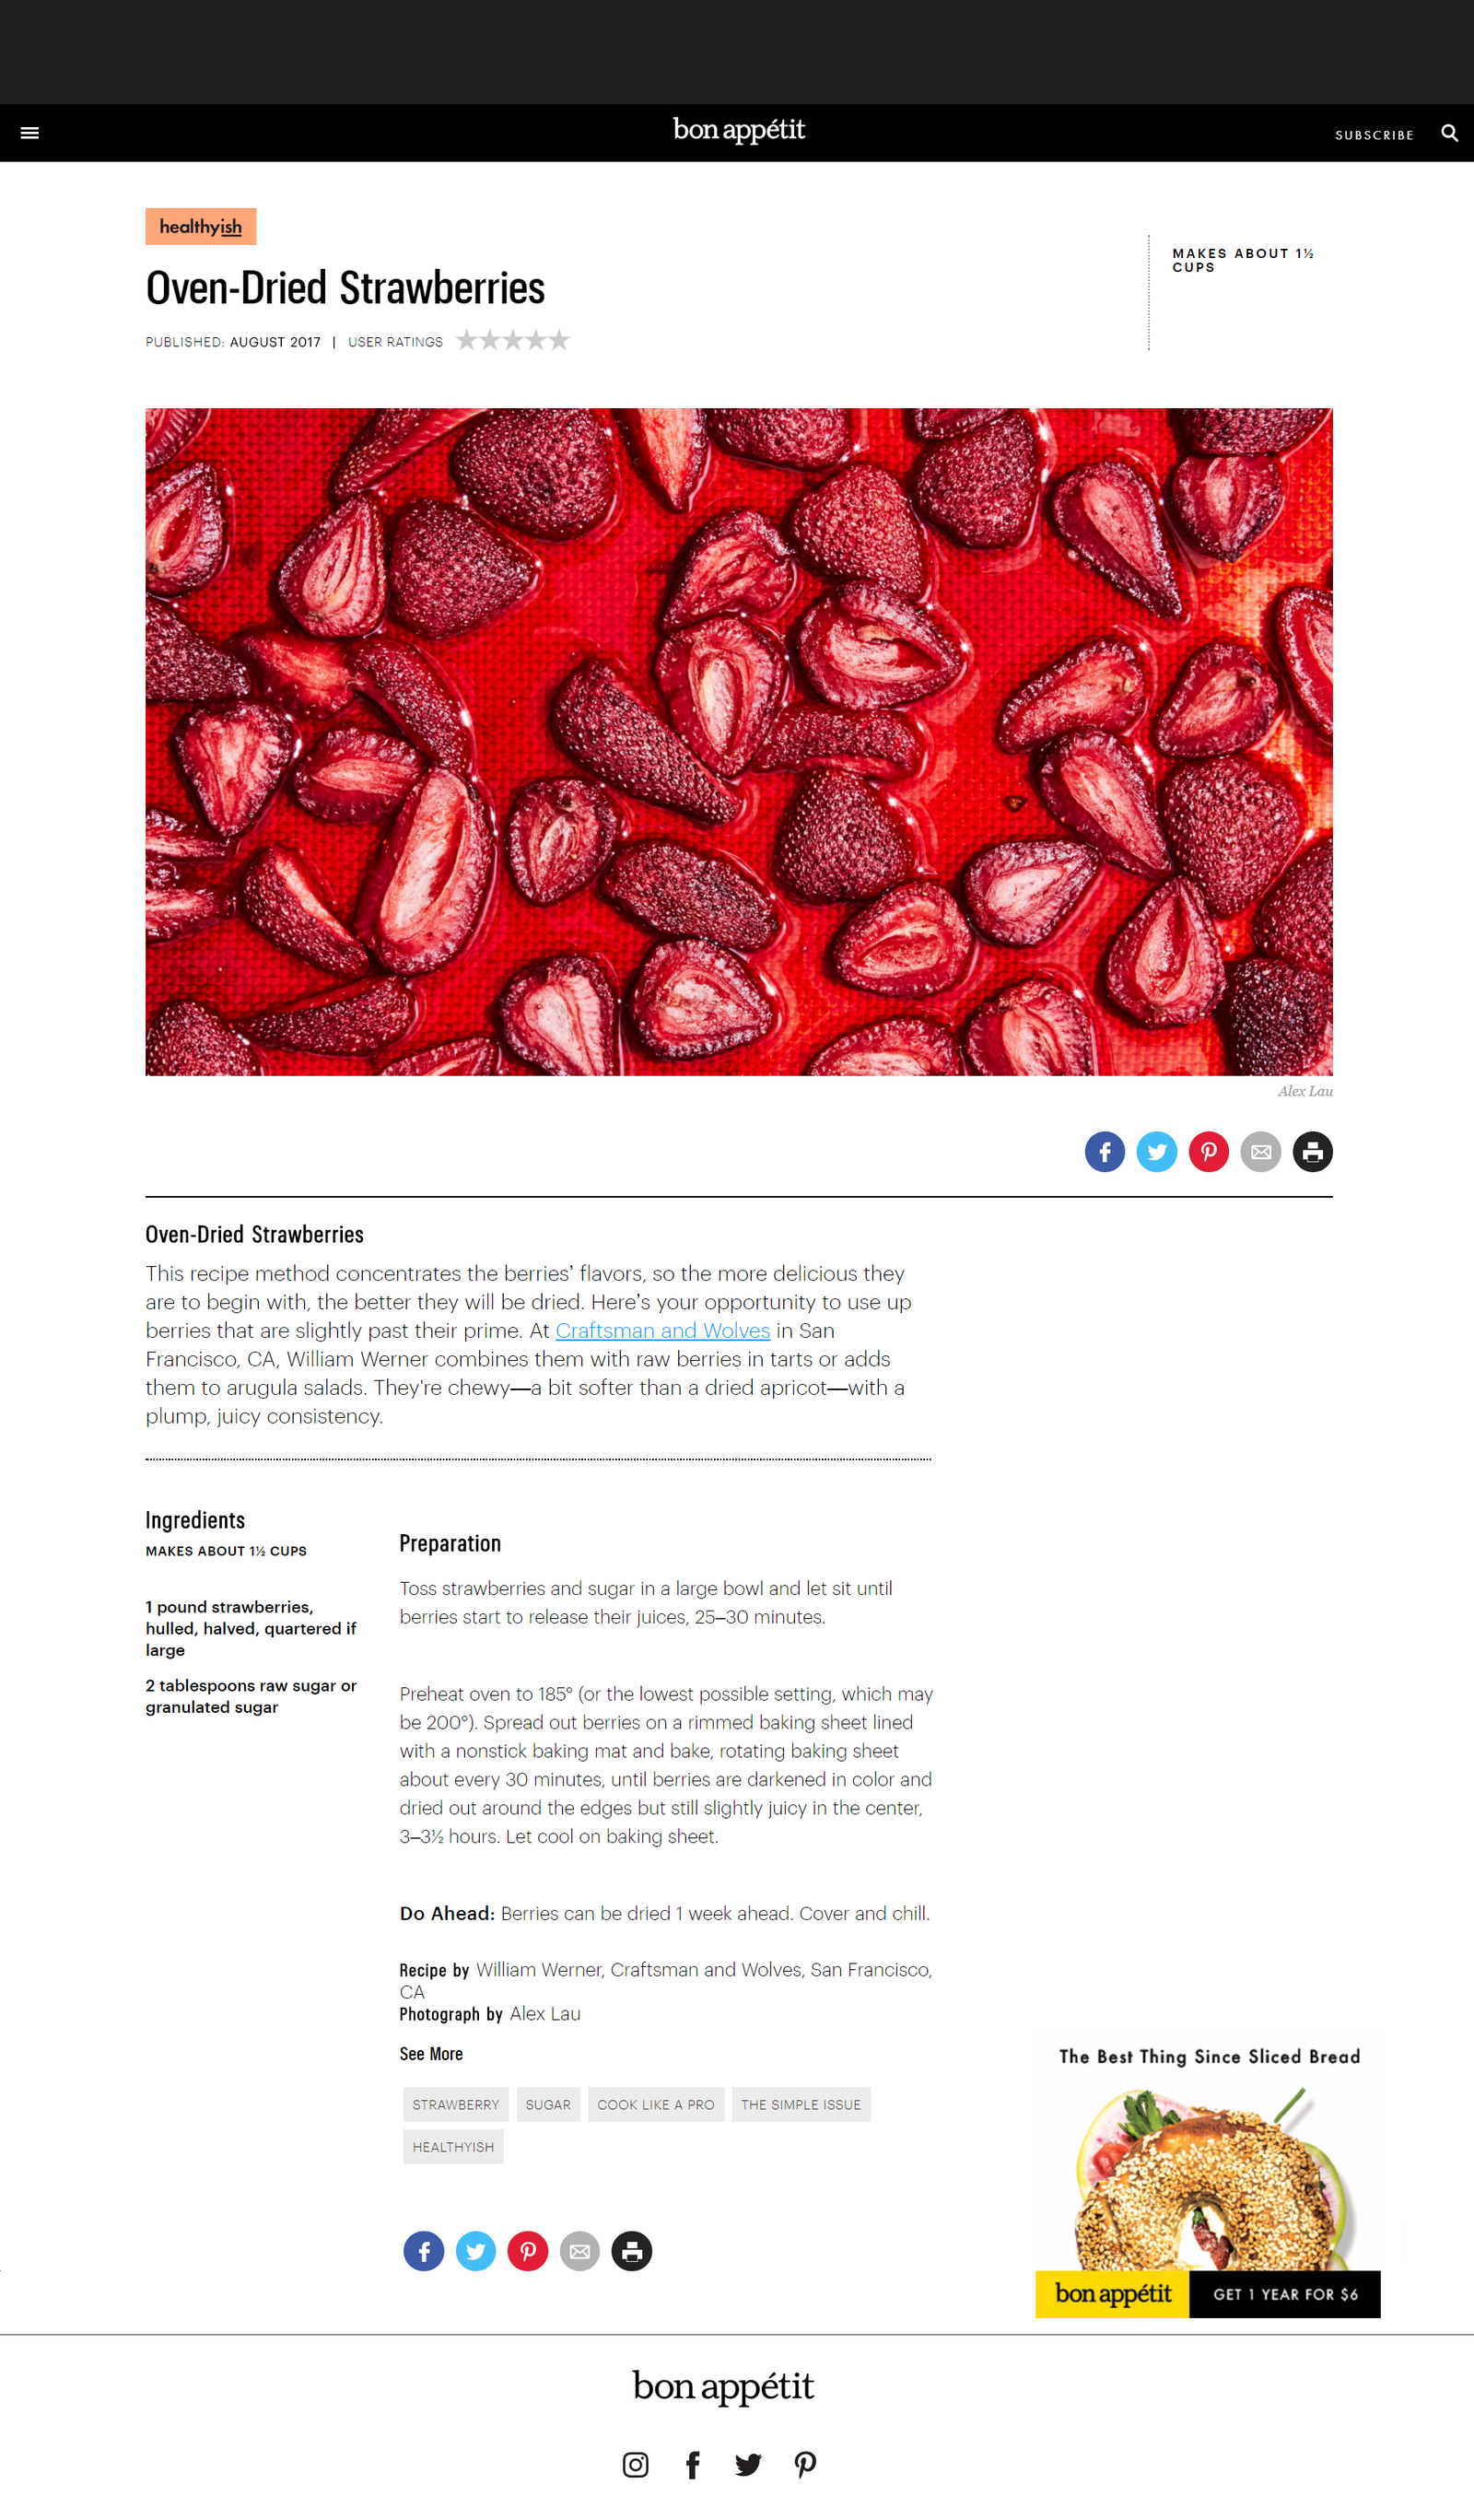 bon appétit
SUBSCRIBE
healthyish
Oven-Dried Strawberries
MAKES ABOUT 1½
CUPS
PUBLISHED: AUGUST 2017 | USER RATINGS
Alex Lau
Oven-Dried Strawberries
This recipe method concentrates the berries’ flavors, so the more delicious they
are to begin with, the better they will be dried. Here’s your opportunity to use up
berries that are slightly past their prime. At Craftsman and Wolves in San
Francisco, CA, William Werner combines them with raw berries in tarts or adds
them to arugula salads. They're chewy—a bit softer than a dried apricot—with a
plump, juicy consistency.
Ingredients
MAKES ABOUT 1½ CUPS
1 pound strawberries,
hulled, halved, quartered if
large
2 tablespoons raw sugar or
granulated sugar
Preparation
Toss strawberries and sugar in a large bowl and let sit until
berries start to release their juices, 25–30 minutes.
Preheat oven to 185° (or the lowest possible setting, which may
be 200°). Spread out berries on a rimmed baking sheet lined
with a nonstick baking mat and bake, rotating baking sheet
about every 30 minutes, until berries are darkened in color and
dried out around the edges but still slightly juicy in the center,
3–3½ hours. Let cool on baking sheet.
Do Ahead: Berries can be dried 1 week ahead. Cover and chill.
Recipe by William Werner, Craftsman and Wolves, San Francisco,
CA
Photograph by Alex Lau
See More
STRAWBERRY SUGAR COOK LIKE A PRO THE SIMPLE ISSUE
HEALTHYISH
The Best Thing Since Sliced Bread
bon appétit GET 1 YEAR FOR $6
bon appétit